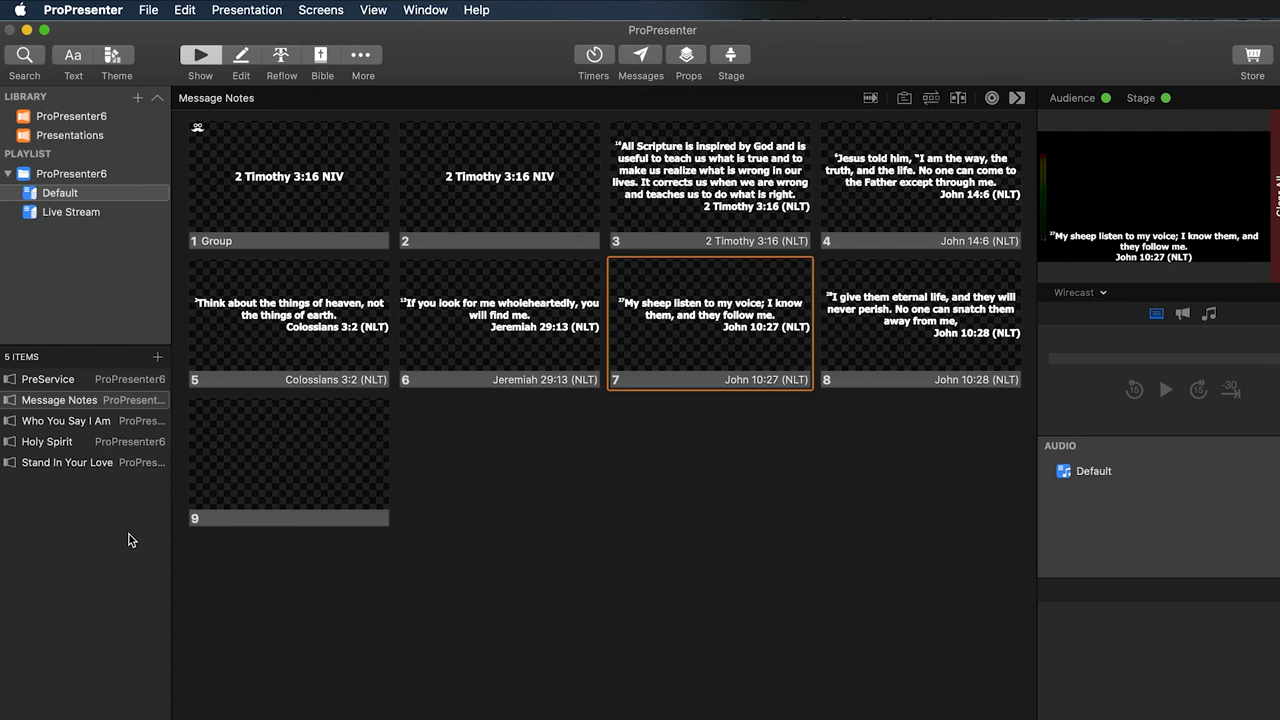 ProPresenter File Edit Presentation Screens View Window Help
ProPresenter
Search Text Theme Show Edit Reflow Bible More Timers Messages Props Stage Store
LIBRARY
ProPresenter6
Presentations
PLAYLIST
ProPresenter6
Default
Live Stream
5 ITEMS
PreService ProPresenter6
Message Notes ProPresent...
Who You Say I Am ProPres...
Holy Spirit ProPresenter6
Stand In Your Love ProPres...
Message Notes
2 Timothy 3:16 NIV
1 Group
2 Timothy 3:16 NIV
2
16All Scripture is inspired by God and is
useful to teach us what is true and to
make us realize what is wrong in our
lives. It corrects us when we are wrong
and teaches us to do what is right.
2 Timothy 3:16 (NLT)
3 2 Timothy 3:16 (NLT)
6Jesus told him, “I am the way, the
truth, and the life. No one can come to
the Father except through me.
John 14:6 (NLT)
4 John 14:6 (NLT)
2Think about the things of heaven, not
the things of earth.
Colossians 3:2 (NLT)
5 Colossians 3:2 (NLT)
13If you look for me wholeheartedly, you
will find me.
Jeremiah 29:13 (NLT)
6 Jeremiah 29:13 (NLT)
27My sheep listen to my voice; I know
them, and they follow me.
John 10:27 (NLT)
7 John 10:27 (NLT)
28I give them eternal life, and they will
never perish. No one can snatch them
away from me,
John 10:28 (NLT)
8 John 10:28 (NLT)
9
Audience Stage
27My sheep listen to my voice; I know them, and
they follow me.
John 10:27 (NLT)
Clear All
Wirecast
15 15 -30
AUDIO
Default